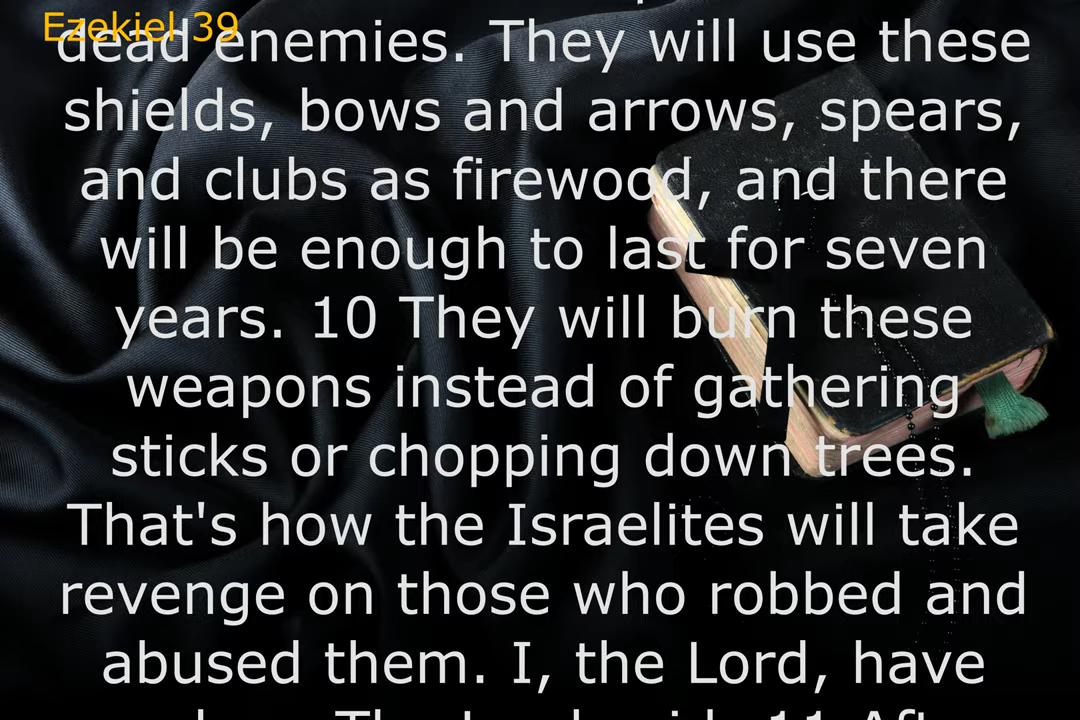 Ezekiel 39
dead enemies. They will use these
shields, bows and arrows, spears,
and clubs as firewood, and there
will be enough to last for seven
years. 10 They will burn these
weapons instead of gathering
sticks or chopping down trees.
That's how the Israelites will take
revenge on those who robbed and
abused them. I, the Lord, have